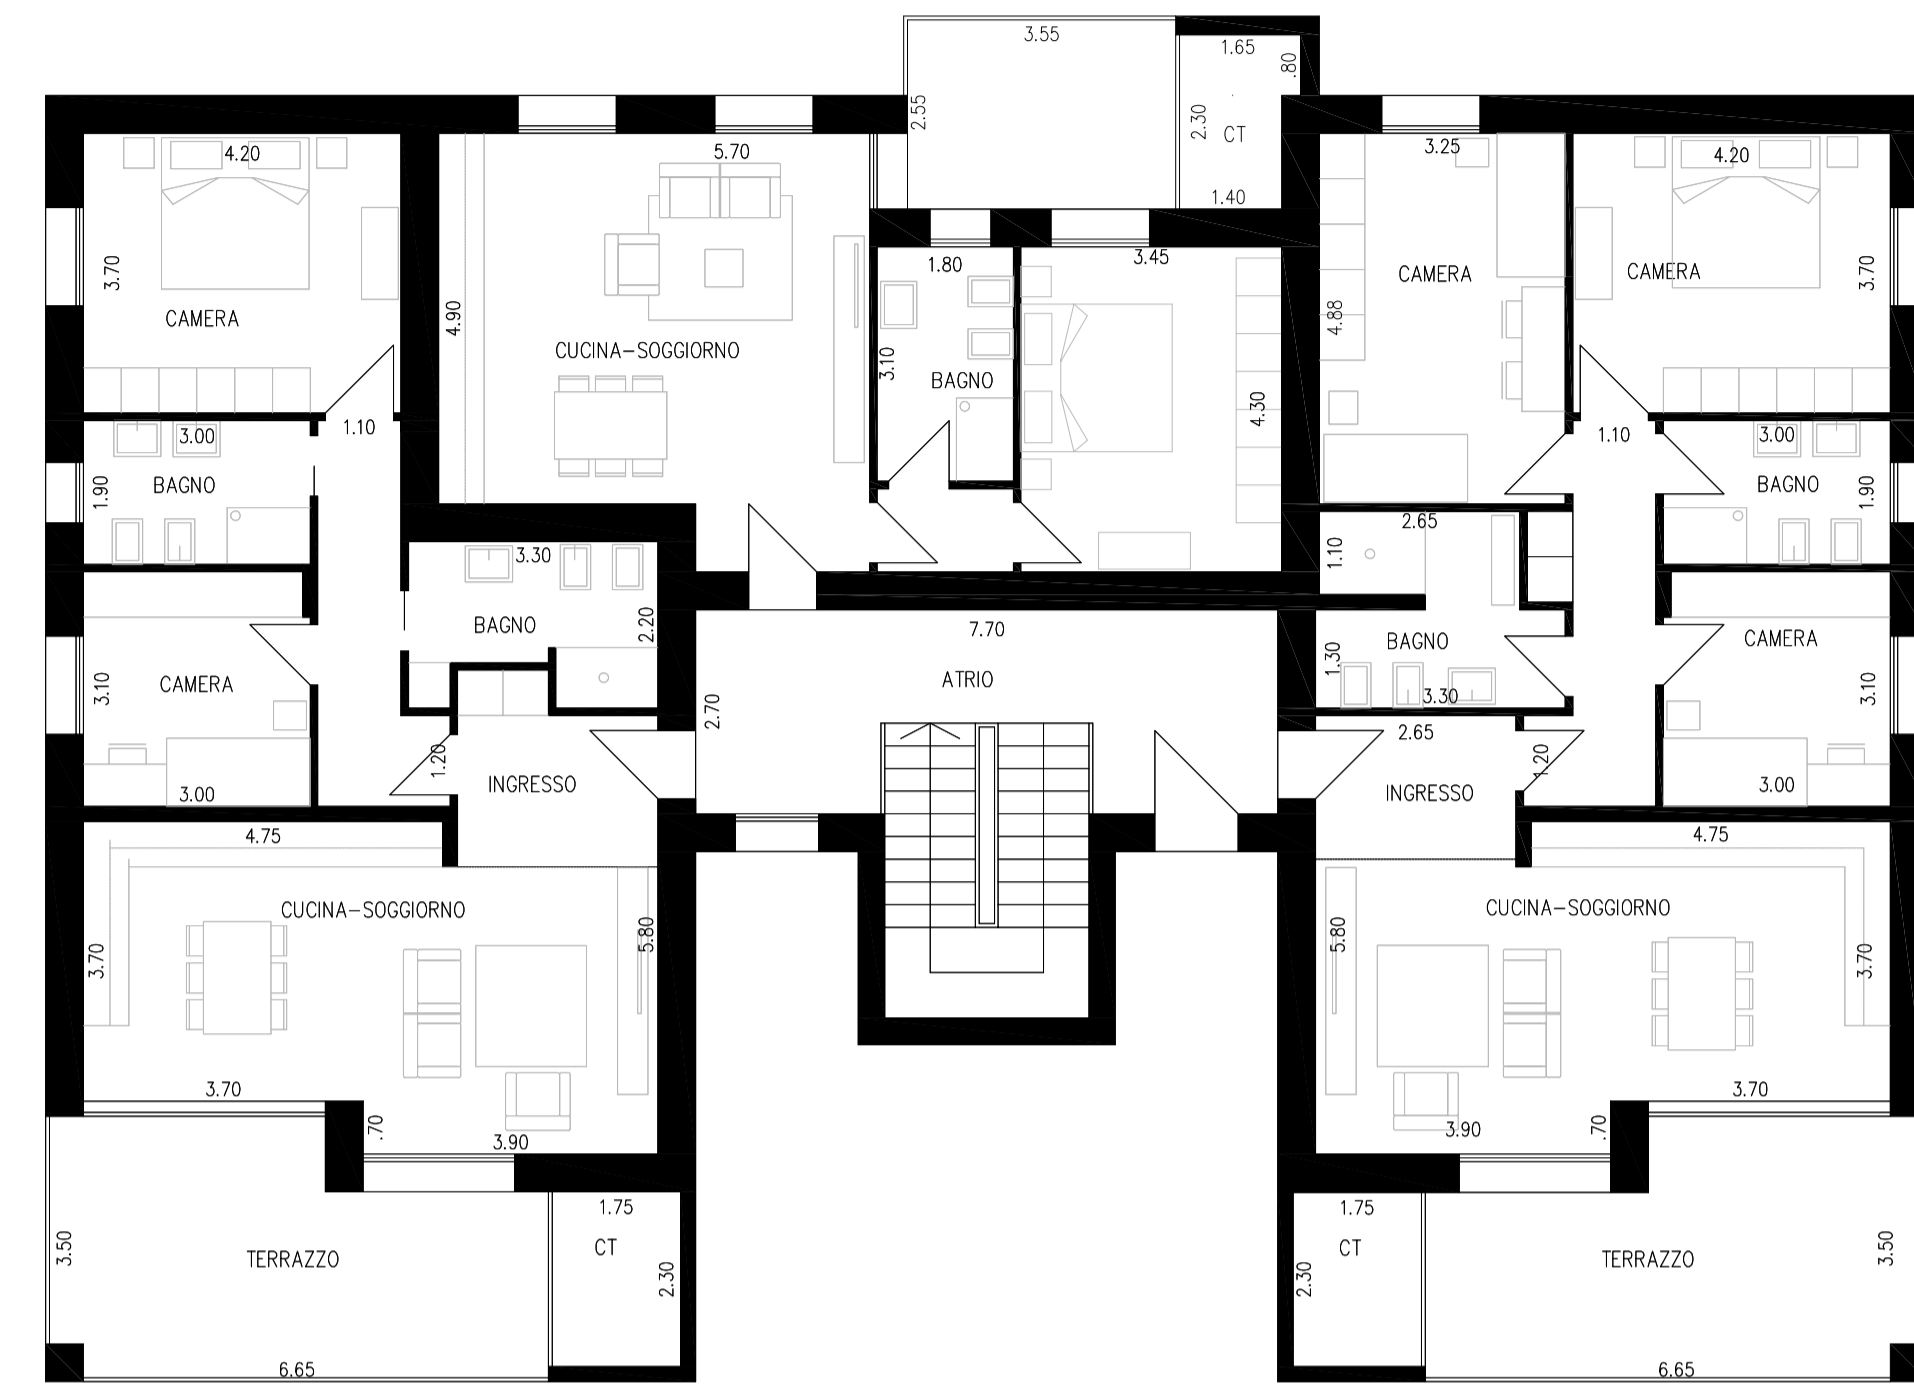 3.55
1.65
.80
2.55
2.30
CT
1.40
4.20
5.70
3.25
4.20
3.70
CAMERA
4.90
CUCINA-SOGGIORNO
1.80
3.10
BAGNO
3.45
4.30
CAMERA
4.88
CAMERA
3.70
1.10
3.00
BAGNO
1.90
1.10
3.00
BAGNO
1.90
3.30
BAGNO
2.20
2.65
1.10
BAGNO
1.30
3.30
CAMERA
3.10
3.00
7.70
ATRIO
2.70
CAMERA
3.10
3.00
1.20
INGRESSO
2.65
1.20
INGRESSO
4.75
CUCINA-SOGGIORNO
3.70
5.80
3.70
.70
3.90
4.75
CUCINA-SOGGIORNO
5.80
3.70
3.70
.70
3.90
1.75
CT
2.30
TERRAZZO
3.50
6.65
1.75
CT
2.30
TERRAZZO
3.50
6.65